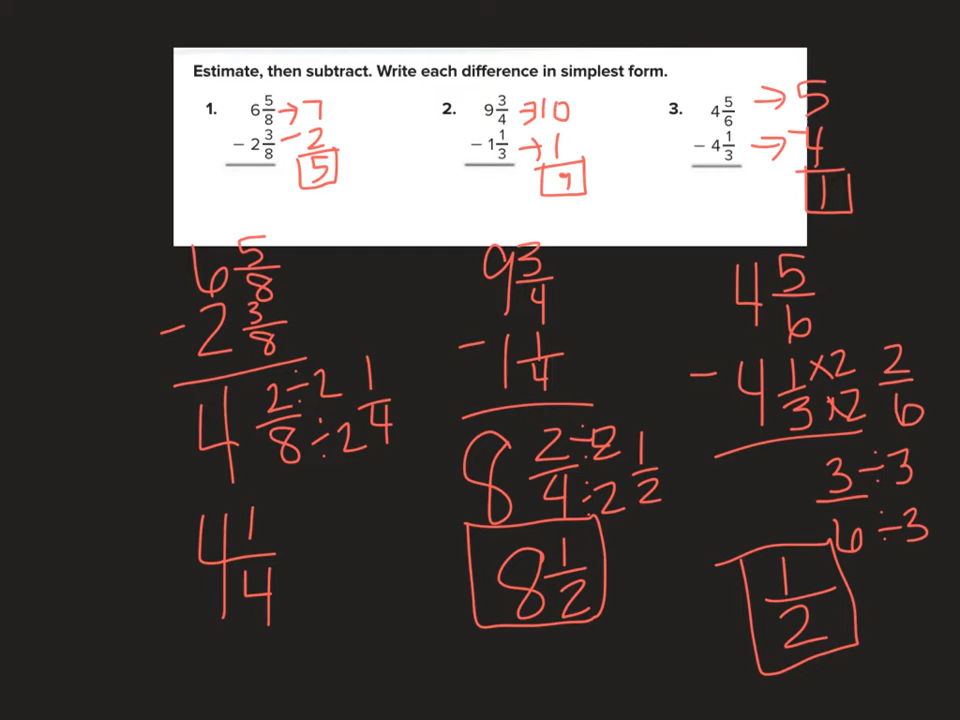 Estimate, then subtract. Write each difference in simplest form.
1. 6 5/8 → 7
- 2 3/8 - 2
5
2. 9 3/4 → 10
- 1 1/3 → 1
9
3. 4 5/6 → 5
- 4 1/3 → - 4
1
6 5/8
- 2 3/8
4 2÷2/8÷2 1/4
4 1/4
9 3/4
- 1 1/4
8 2÷2/4÷2 1/2
8 1/2
4 5/6
- 4 1×2/3×2 2/6
3÷3/6÷3
1/2